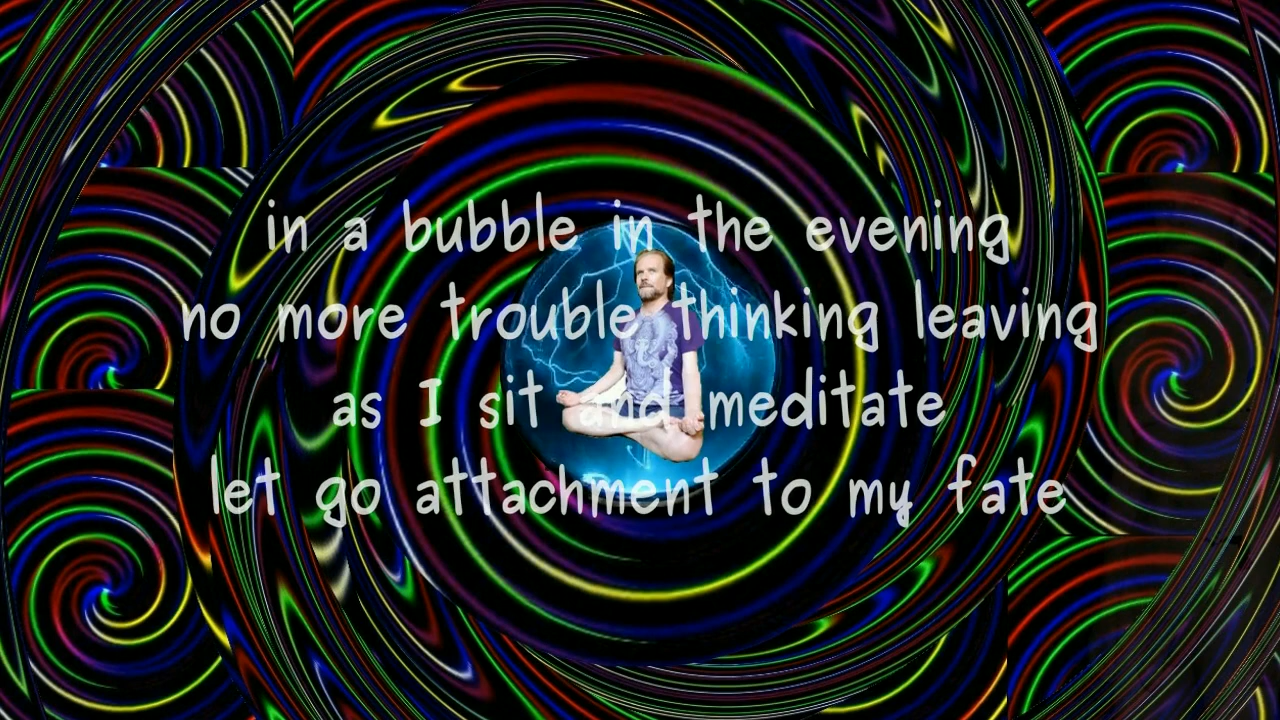 in a bubble in the evening
no more trouble thinking leaving
as I sit and meditate
let go attachment to my fate